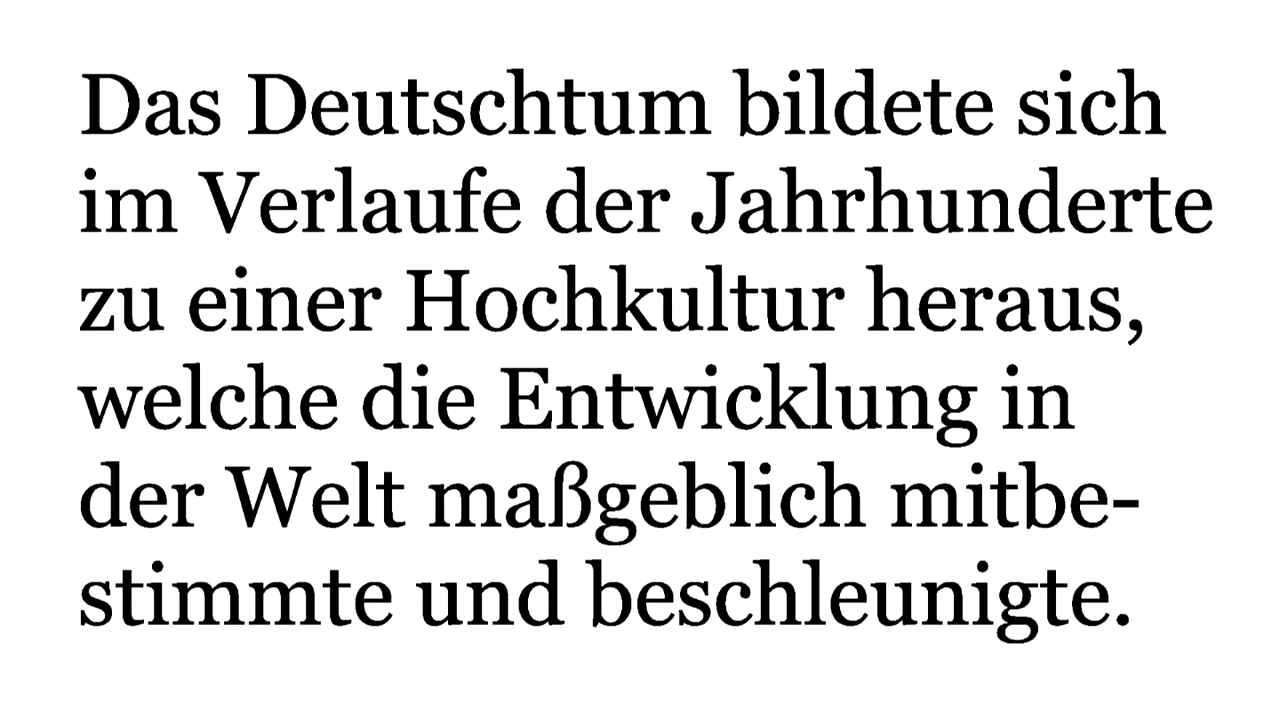 Das Deutschtum bildete sich
im Verlaufe der Jahrhunderte
zu einer Hochkultur heraus,
welche die Entwicklung in
der Welt maßgeblich mitbe-
stimmte und beschleunigte.